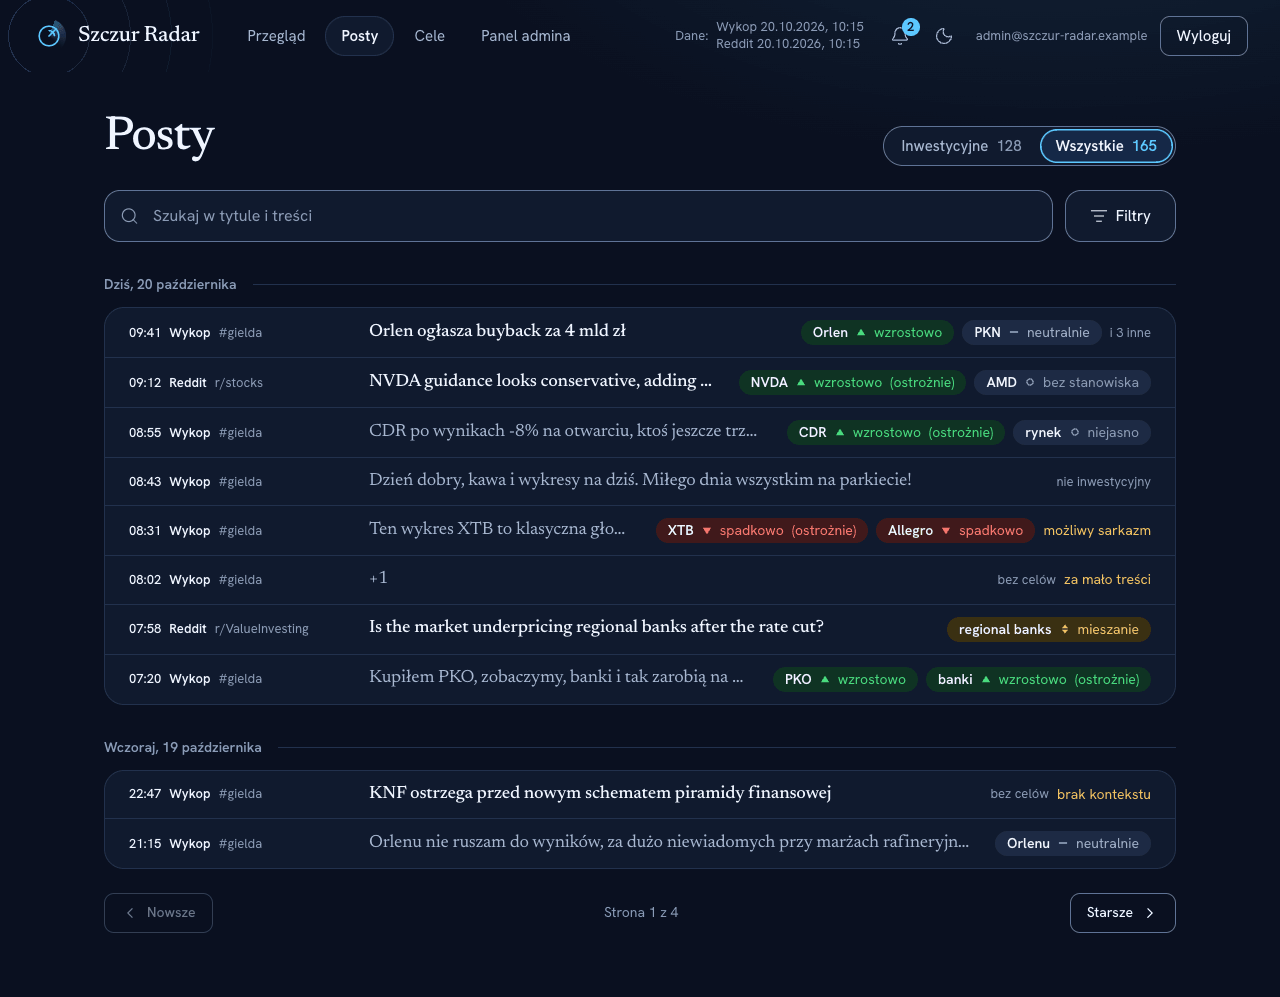 Szczur Radar
Przegląd
Posty
Cele
Panel admina
Dane:
Wykop 20.10.2026, 10:15
Reddit 20.10.2026, 10:15
2
admin@szczur-radar.example
Wyloguj
Posty
Inwestycyjne 128
Wszystkie 165
Szukaj w tytule i treści
Filtry
Dziś, 20 października
09:41 Wykop #gielda Orlen ogłasza buyback za 4 mld zł Orlen wzrostowo PKN neutralnie i 3 inne
09:12 Reddit r/stocks NVDA guidance looks conservative, adding ... NVDA wzrostowo (ostrożnie) AMD bez stanowiska
08:55 Wykop #gielda CDR po wynikach -8% na otwarciu, ktoś jeszcze trz... CDR wzrostowo (ostrożnie) rynek niejasno
08:43 Wykop #gielda Dzień dobry, kawa i wykresy na dziś. Miłego dnia wszystkim na parkiecie! nie inwestycyjny
08:31 Wykop #gielda Ten wykres XTB to klasyczna gło... XTB spadkowo (ostrożnie) Allegro spadkowo możliwy sarkazm
08:02 Wykop #gielda +1 bez celów za mało treści
07:58 Reddit r/ValueInvesting Is the market underpricing regional banks after the rate cut? regional banks mieszanie
07:20 Wykop #gielda Kupiłem PKO, zobaczymy, banki i tak zarobią na ... PKO wzrostowo banki wzrostowo (ostrożnie)
Wczoraj, 19 października
22:47 Wykop #gielda KNF ostrzega przed nowym schematem piramidy finansowej bez celów brak kontekstu
21:15 Wykop #gielda Orlenu nie ruszam do wyników, za dużo niewiadomych przy marżach rafineryjn... Orlenu neutralnie
Nowsze
Strona 1 z 4
Starsze